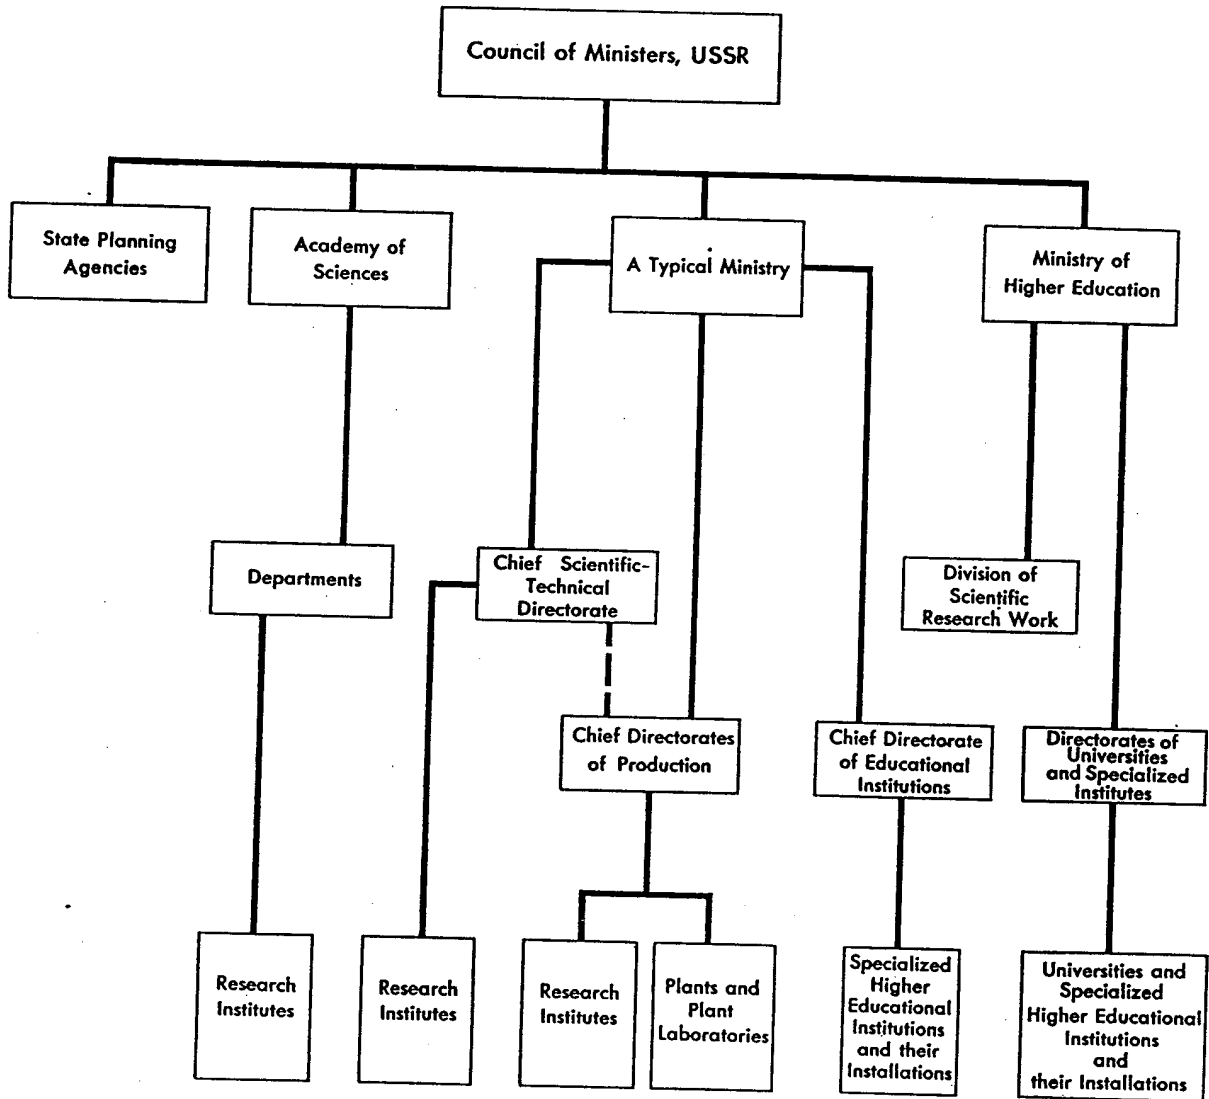 Council of Ministers, USSR
State Planning
Agencies
Academy of
Sciences
A Typical Ministry
Ministry of
Higher Education
Departments
Chief Scientific-
Technical
Directorate
Division of
Scientific
Research Work
Chief Directorates
of Production
Chief Directorate
of Educational
Institutions
Directorates of
Universities
and Specialized
Institutes
Research
Institutes
Research
Institutes
Research
Institutes
Plants and
Plant
Laboratories
Specialized
Higher
Educational
Institutions
and their
Installations
Universities and
Specialized
Higher Educational
Institutions
and
their Installations